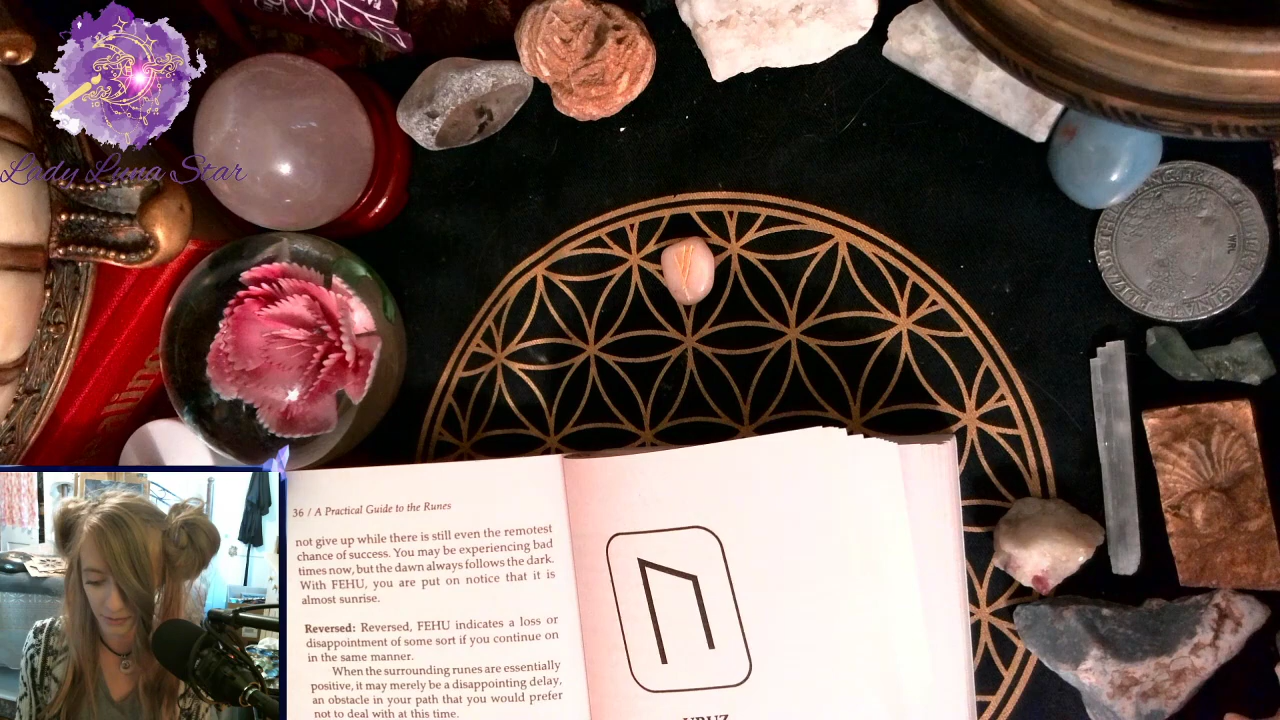 Lady Luna Star
36 / A Practical Guide to the Runes
not give up while there is still even the remotest
chance of success. You may be experiencing bad
times now, but the dawn always follows the dark.
With FEHU, you are put on notice that it is
almost sunrise.
Reversed: Reversed, FEHU indicates a loss or
disappointment of some sort if you continue on
in the same manner.
When the surrounding runes are essentially
positive, it may merely be a disappointing delay,
an obstacle in your path that you would prefer
not to deal with at this time.
URUZ